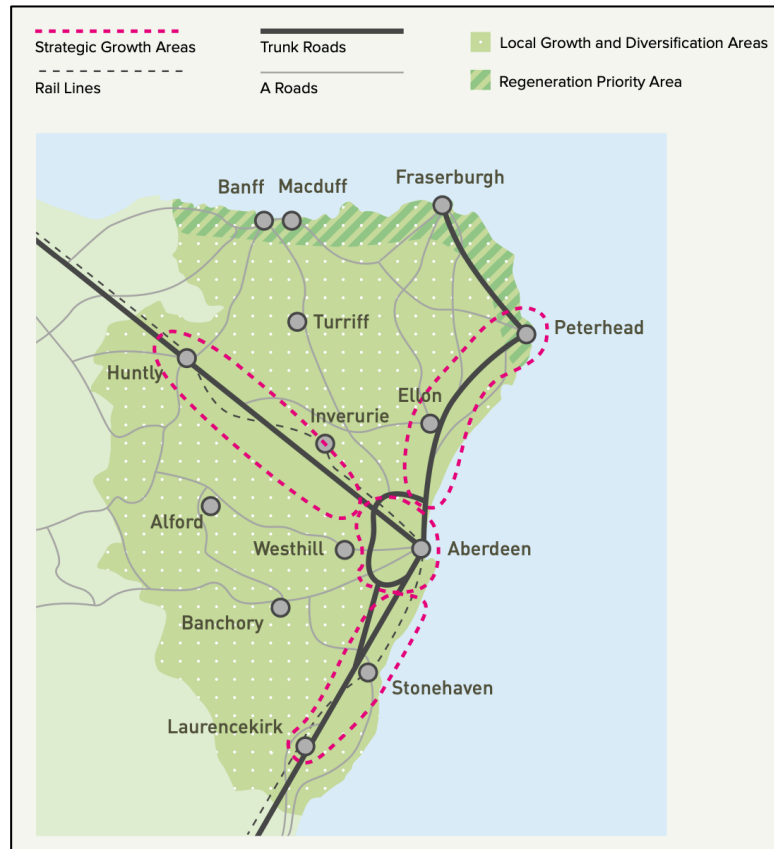 Strategic Growth Areas
Trunk Roads
Local Growth and Diversification Areas
Rail Lines
A Roads
Regeneration Priority Area
Banff
Macduff
Fraserburgh
Turriff
Peterhead
Huntly
Ellon
Inverurie
Alford
Westhill
Aberdeen
Banchory
Stonehaven
Laurencekirk